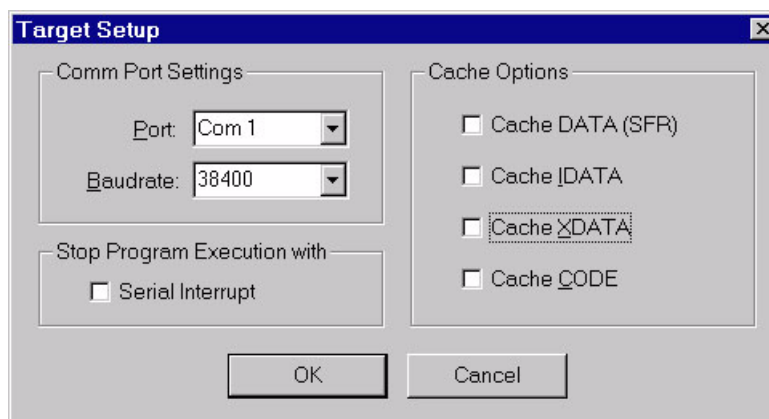 Target Setup
Comm Port Settings
Port: Com 1
Baudrate: 38400
Stop Program Execution with
Serial Interrupt
Cache Options
Cache DATA (SFR)
Cache IDATA
Cache XDATA
Cache CODE
OK
Cancel